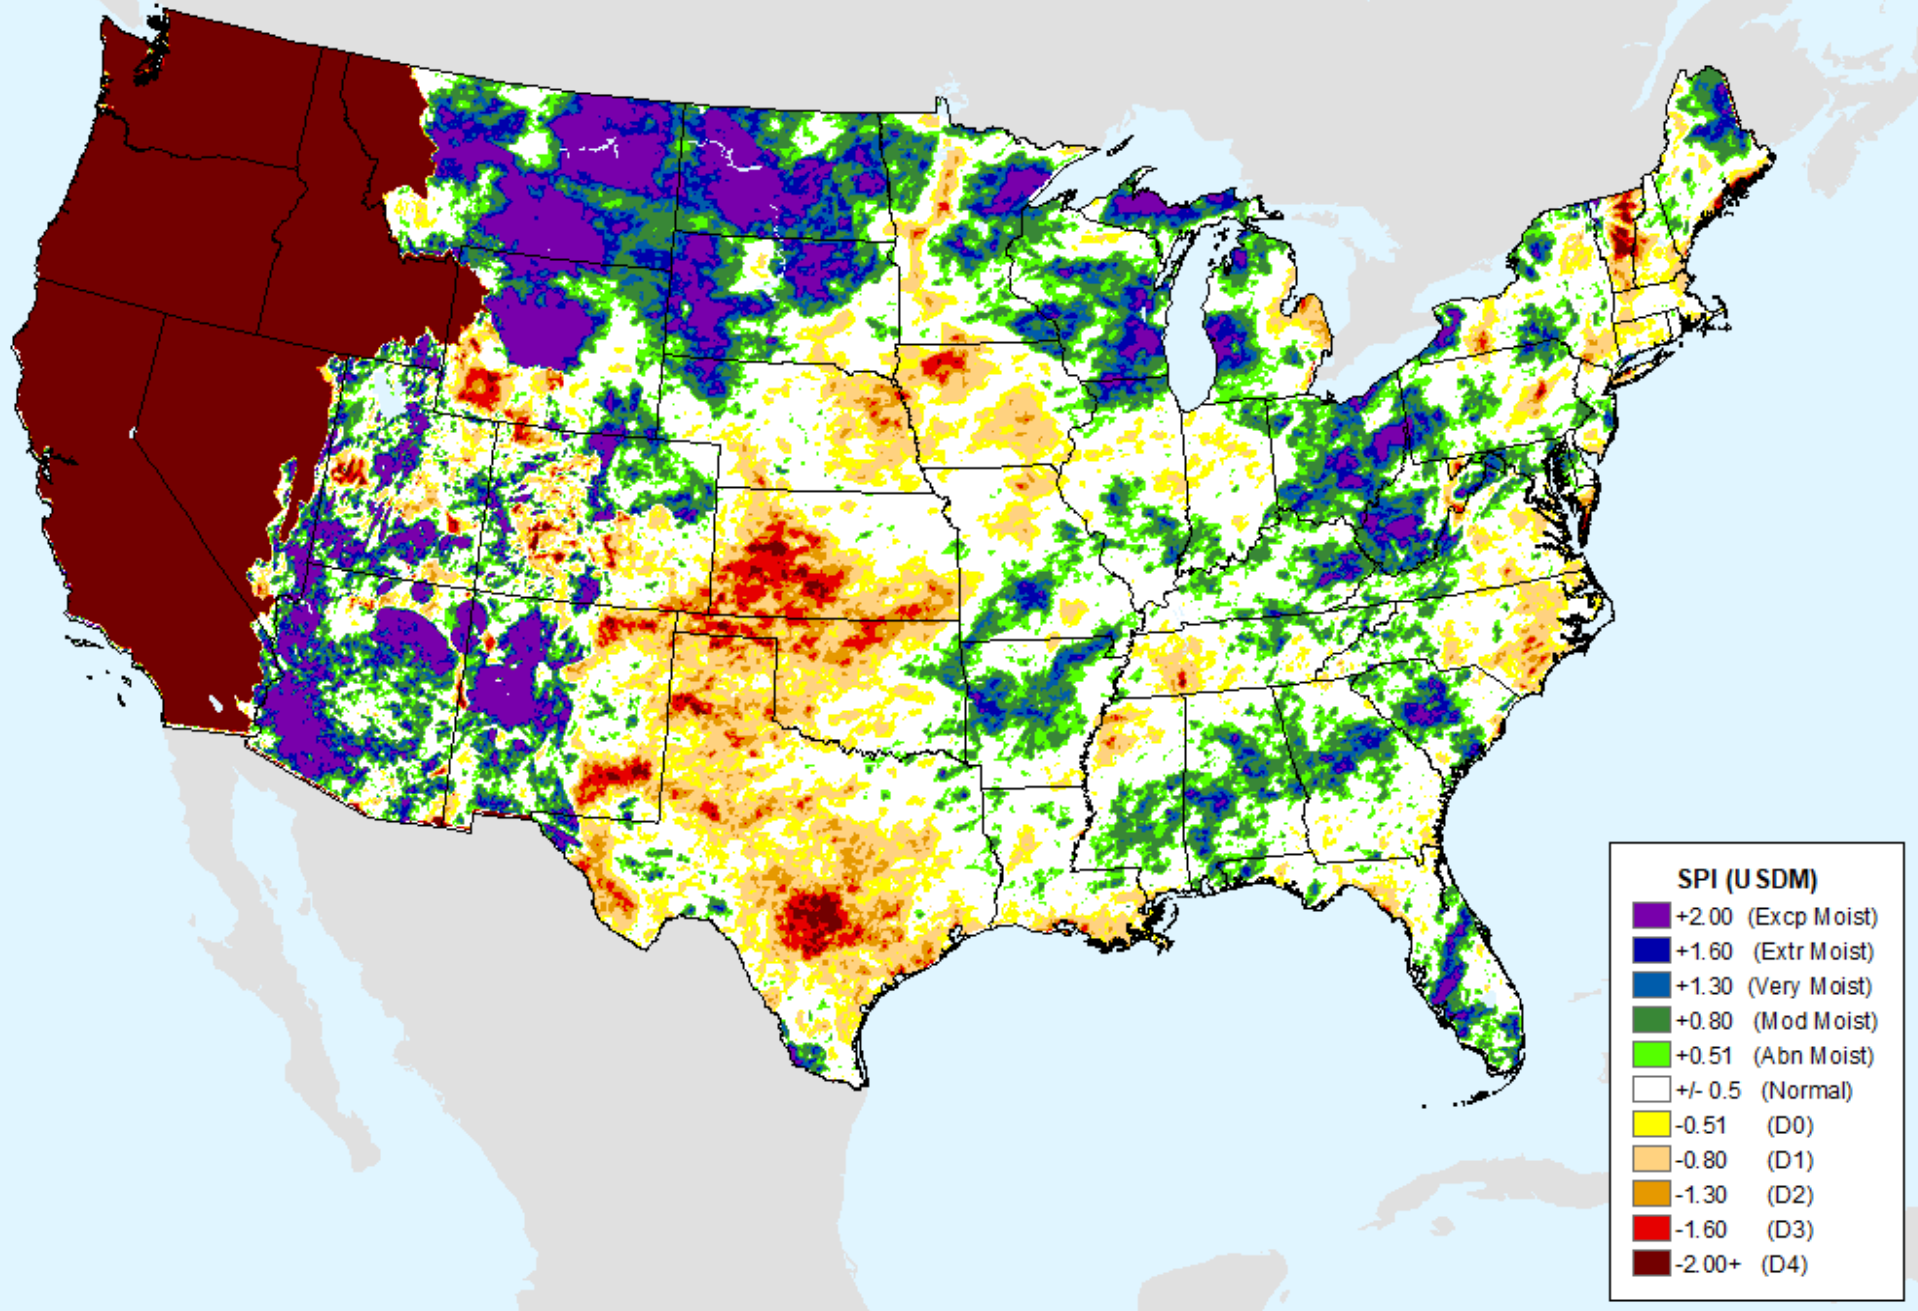 SPI (USDM)
+2.00 (Excp Moist)
+1.60 (Extr Moist)
+1.30 (Very Moist)
+0.80 (Mod Moist)
+0.51 (Abn Moist)
+/- 0.5 (Normal)
-0.51 (D0)
-0.80 (D1)
-1.30 (D2)
-1.60 (D3)
-2.00+ (D4)